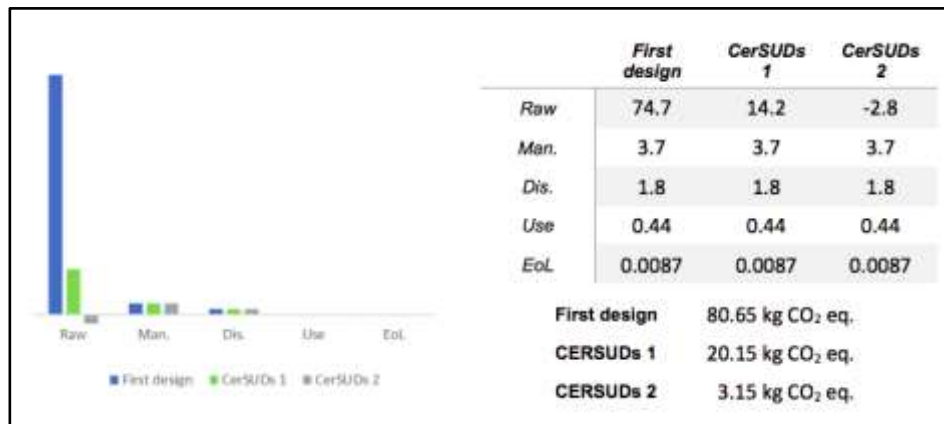 Raw Man. Dis. Use EoL
First design CerSUDs 1 CerSUDs 2
First design CerSUDs 1 CerSUDs 2
Raw 74.7 14.2 -2.8
Man. 3.7 3.7 3.7
Dis. 1.8 1.8 1.8
Use 0.44 0.44 0.44
EoL 0.0087 0.0087 0.0087
First design 80.65 kg CO₂ eq.
CERSUDs 1 20.15 kg CO₂ eq.
CERSUDs 2 3.15 kg CO₂ eq.